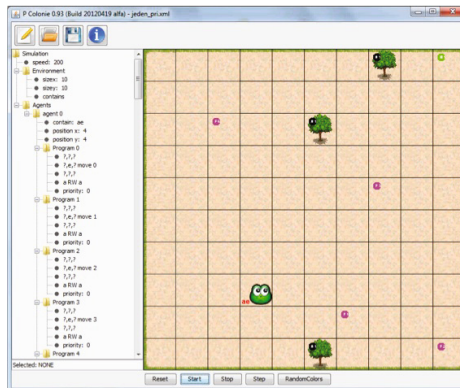 P Colonie 0.93 (Build 20120419 alfa) - jeden_pri.xml
Simulation
speed: 200
Environment
sizex: 10
sizey: 10
contains
Agents
agent 0
contain: ae
position x: 4
position y: 4
Program 0
?,?,?
?,e,? move 0
?,?,?
a RW a
priority: 0
Program 1
?,?,?
?,e,? move 1
?,?,?
a RW a
priority: 0
Program 2
?,?,?
?,e,? move 2
?,?,?
a RW a
priority: 0
Program 3
?,?,?
?,e,? move 3
?,?,?
a RW a
priority: 0
Program 4
ae
Selected: NONE
Reset Start Stop Step RandomColors